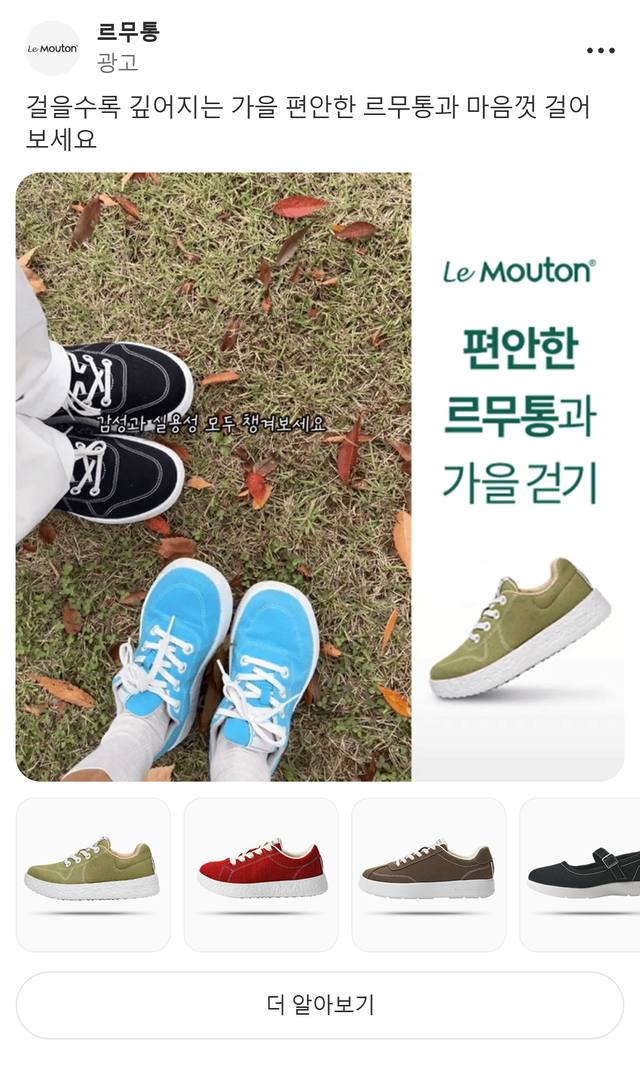 Le Mouton
르무통
광고
걸을수록 깊어지는 가을 편안한 르무통과 마음껏 걸어
보세요
감성과 실용성 모두 챙겨보세요
Le Mouton®
편안한
르무통과
가을 걷기
더 알아보기